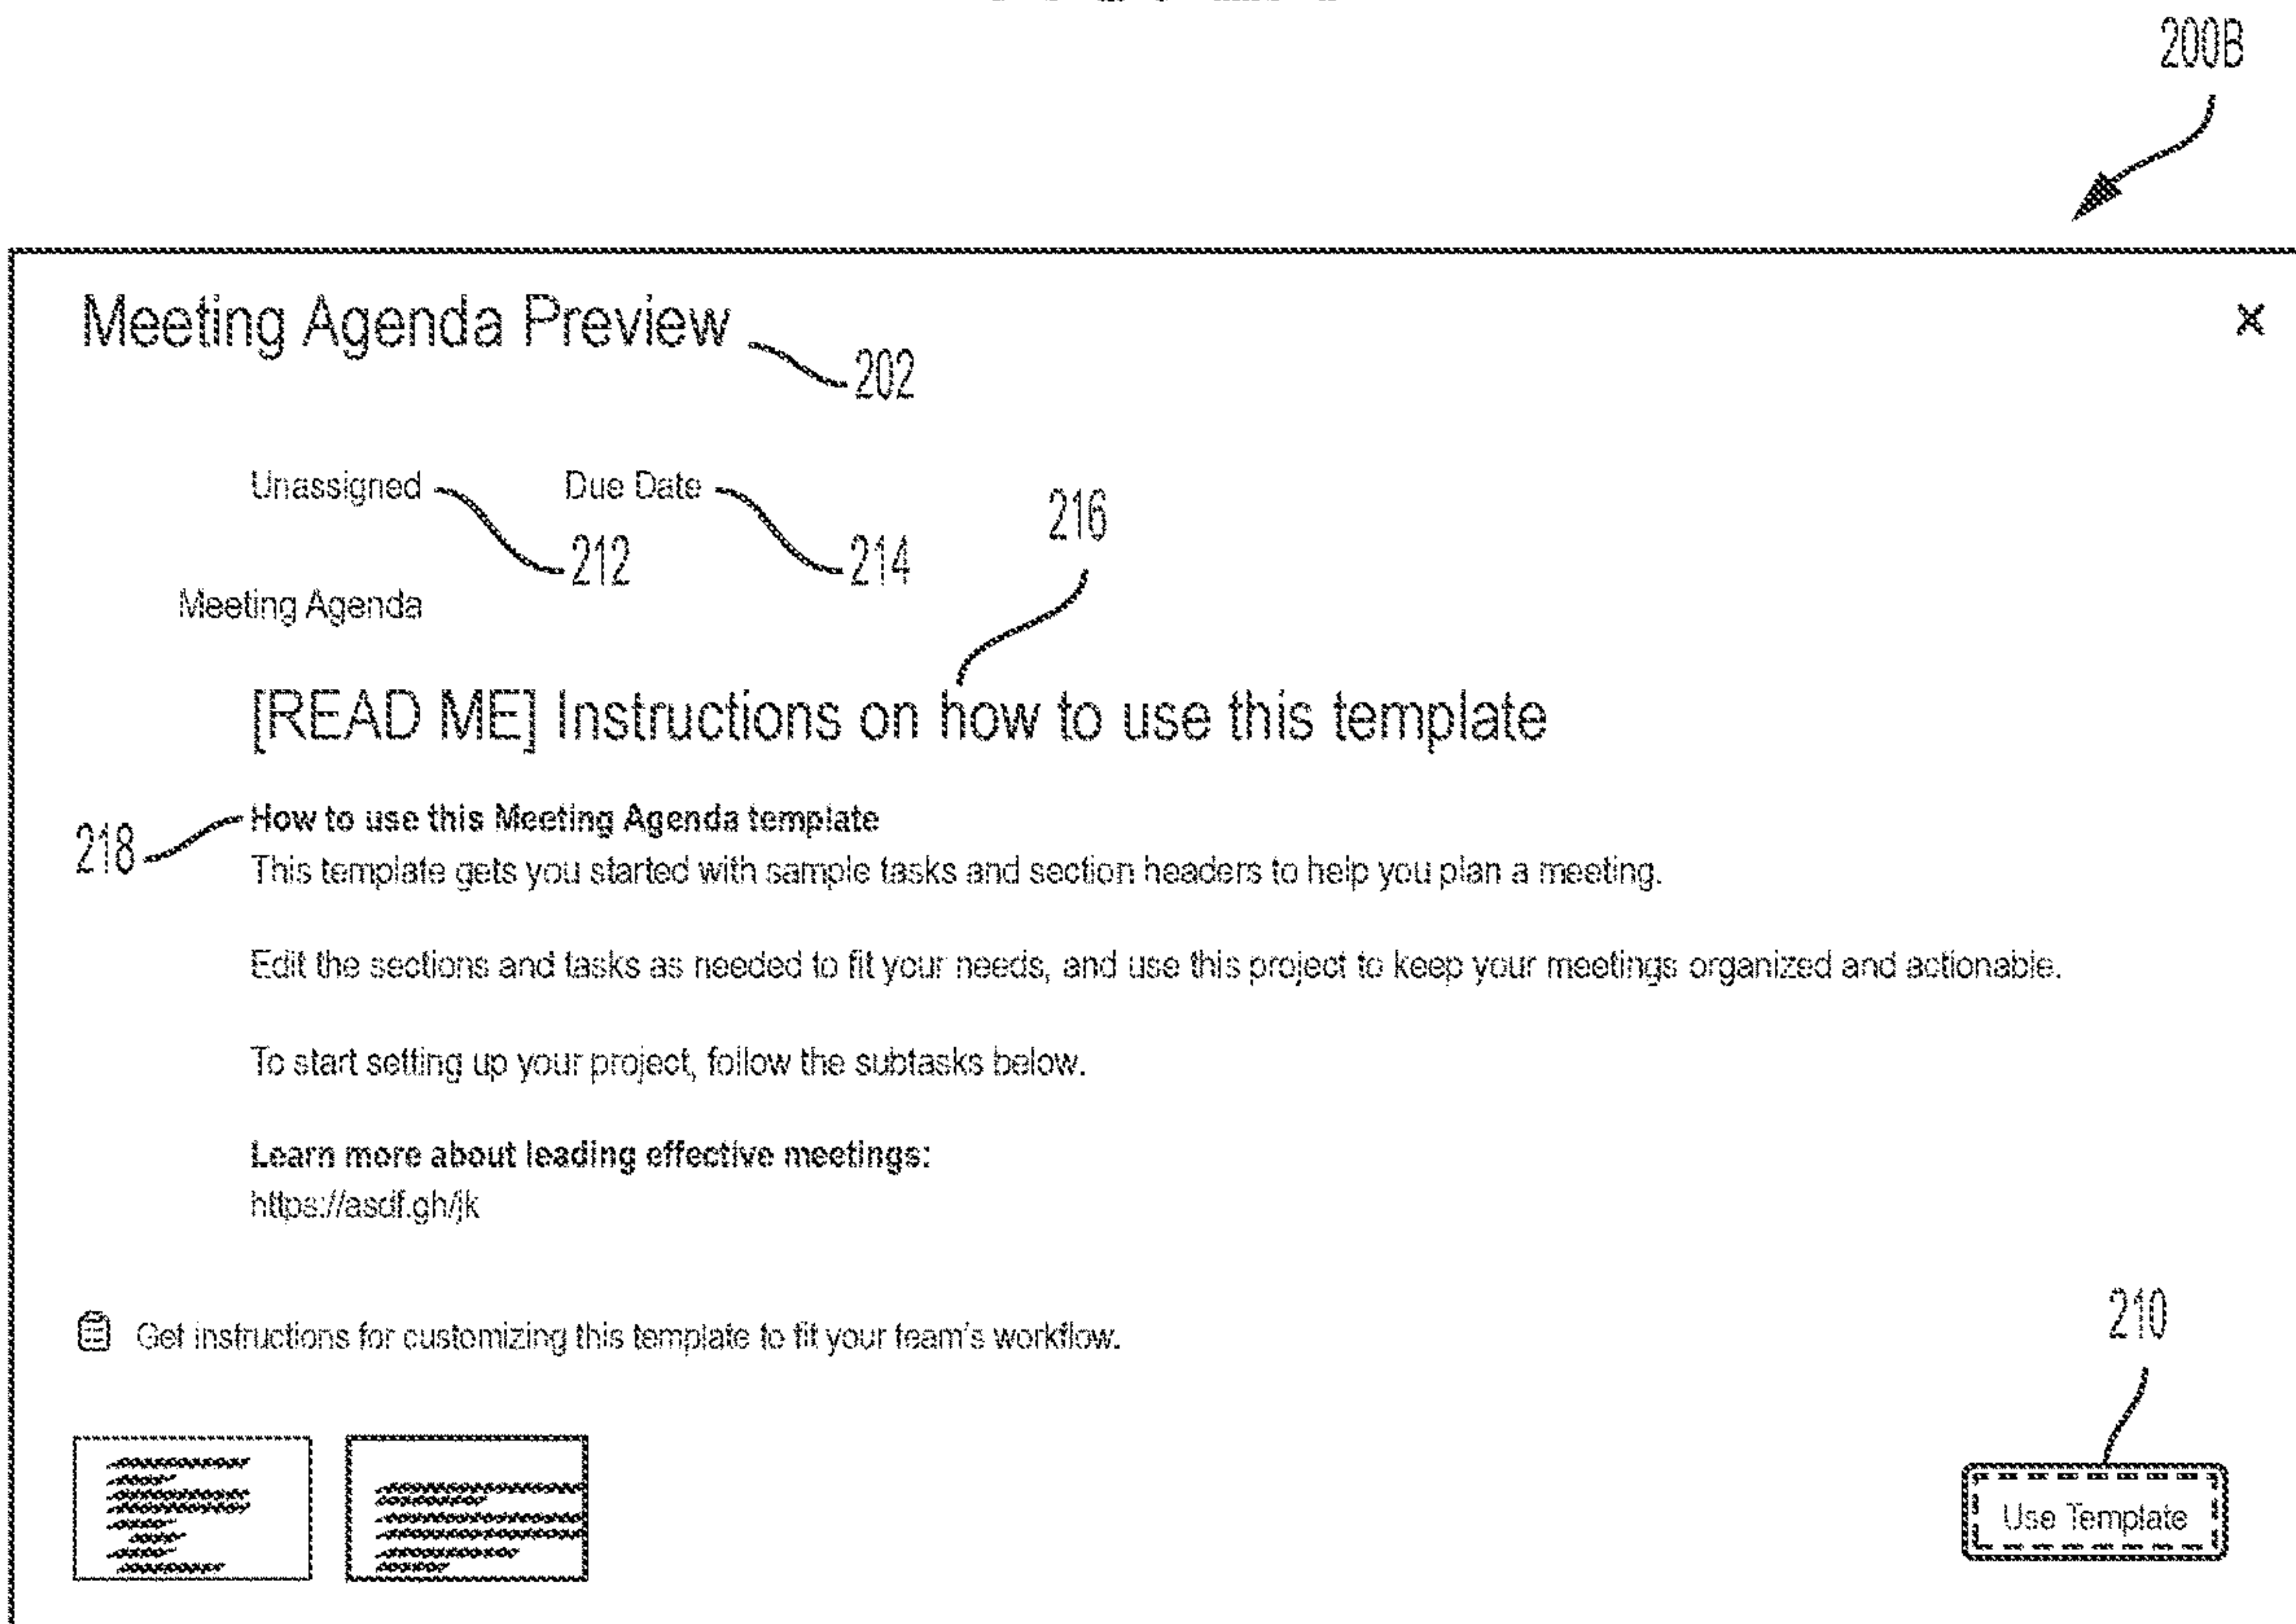 200B
Meeting Agenda Preview
×
202
Unassigned
Due Date
216
212
214
Meeting Agenda
[READ ME] Instructions on how to use this template
218
How to use this Meeting Agenda template
This template gets you started with sample tasks and section headers to help you plan a meeting.
Edit the sections and tasks as needed to fit your needs, and use this project to keep your meetings organized and actionable.
To start setting up your project, follow the subtasks below.
Learn more about leading effective meetings:
https://asdf.gh/jk
210
Get instructions for customizing this template to fit your team's workflow.
Use Template